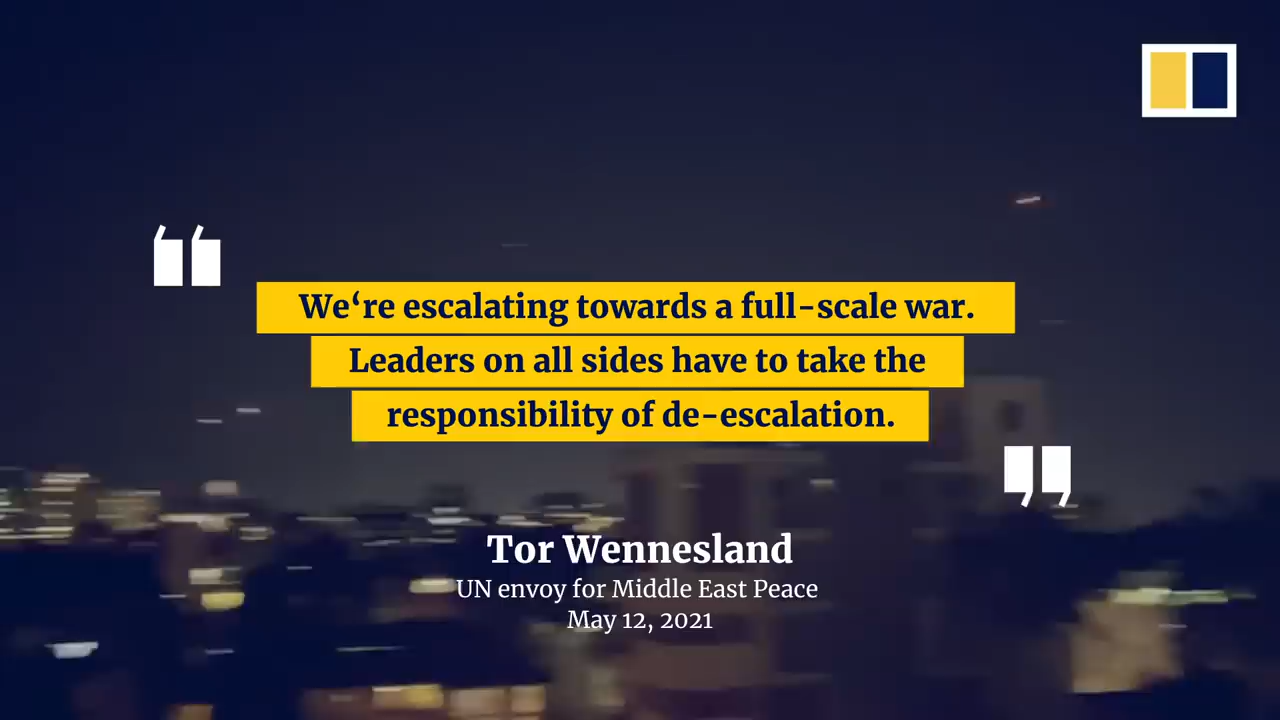 We‘re escalating towards a full-scale war.
Leaders on all sides have to take the
responsibility of de-escalation.
Tor Wennesland
UN envoy for Middle East Peace
May 12, 2021